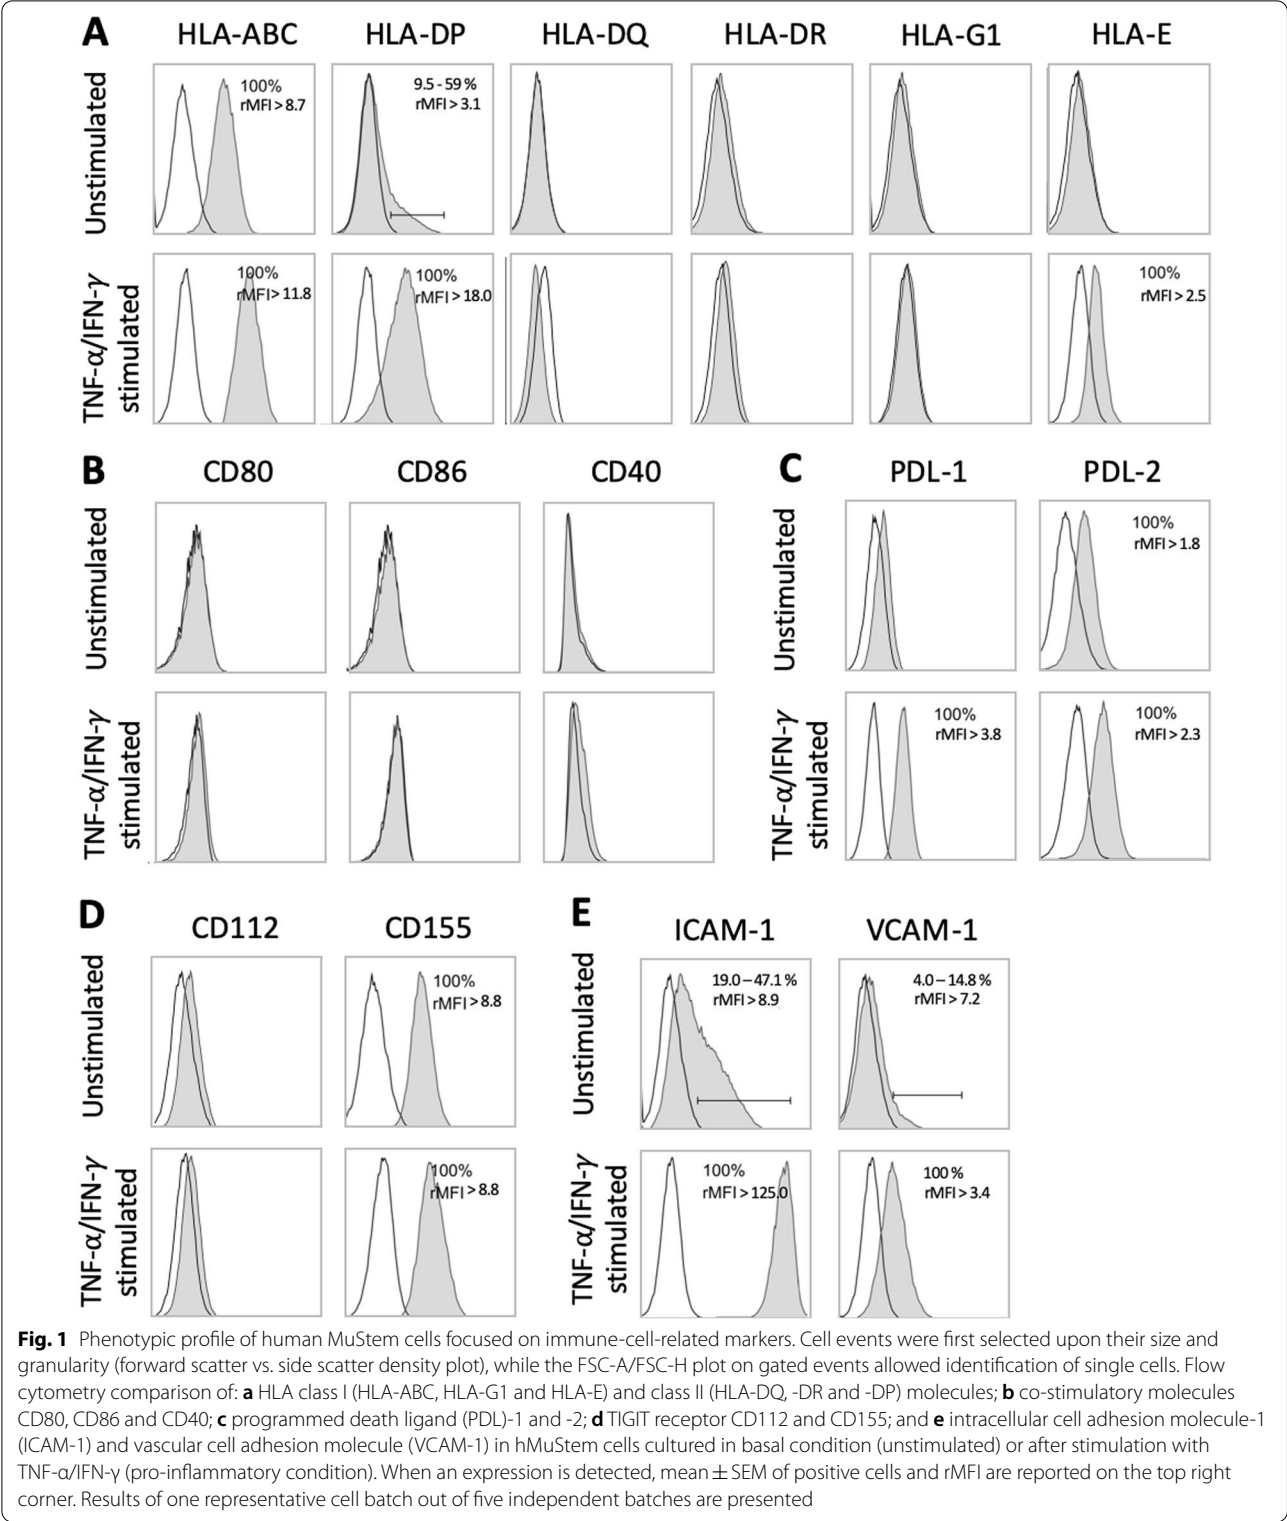 A
HLA-ABC HLA-DP HLA-DQ HLA-DR HLA-G1 HLA-E
Unstimulated
100%
rMFI > 8.7
9.5 - 59 %
rMFI > 3.1
TNF-α/IFN-γ
stimulated
100%
rMFI > 11.8
100%
rMFI > 18.0
100%
rMFI > 2.5
B
CD80 CD86 CD40
Unstimulated
TNF-α/IFN-γ
stimulated
C
PDL-1 PDL-2
Unstimulated
100%
rMFI > 1.8
TNF-α/IFN-γ
stimulated
100%
rMFI > 3.8
100%
rMFI > 2.3
D
CD112 CD155
Unstimulated
100%
rMFI > 8.8
TNF-α/IFN-γ
stimulated
100%
rMFI > 8.8
E
ICAM-1 VCAM-1
Unstimulated
19.0 – 47.1 %
rMFI > 8.9
4.0 – 14.8 %
rMFI > 7.2
TNF-α/IFN-γ
stimulated
100%
rMFI > 125.0
100 %
rMFI > 3.4
Fig. 1 Phenotypic profile of human MuStem cells focused on immune-cell-related markers. Cell events were first selected upon their size and
granularity (forward scatter vs. side scatter density plot), while the FSC-A/FSC-H plot on gated events allowed identification of single cells. Flow
cytometry comparison of: a HLA class I (HLA-ABC, HLA-G1 and HLA-E) and class II (HLA-DQ, -DR and -DP) molecules; b co-stimulatory molecules
CD80, CD86 and CD40; c programmed death ligand (PDL)-1 and -2; d TIGIT receptor CD112 and CD155; and e intracellular cell adhesion molecule-1
(ICAM-1) and vascular cell adhesion molecule (VCAM-1) in hMuStem cells cultured in basal condition (unstimulated) or after stimulation with
TNF-α/IFN-γ (pro-inflammatory condition). When an expression is detected, mean ± SEM of positive cells and rMFI are reported on the top right
corner. Results of one representative cell batch out of five independent batches are presented